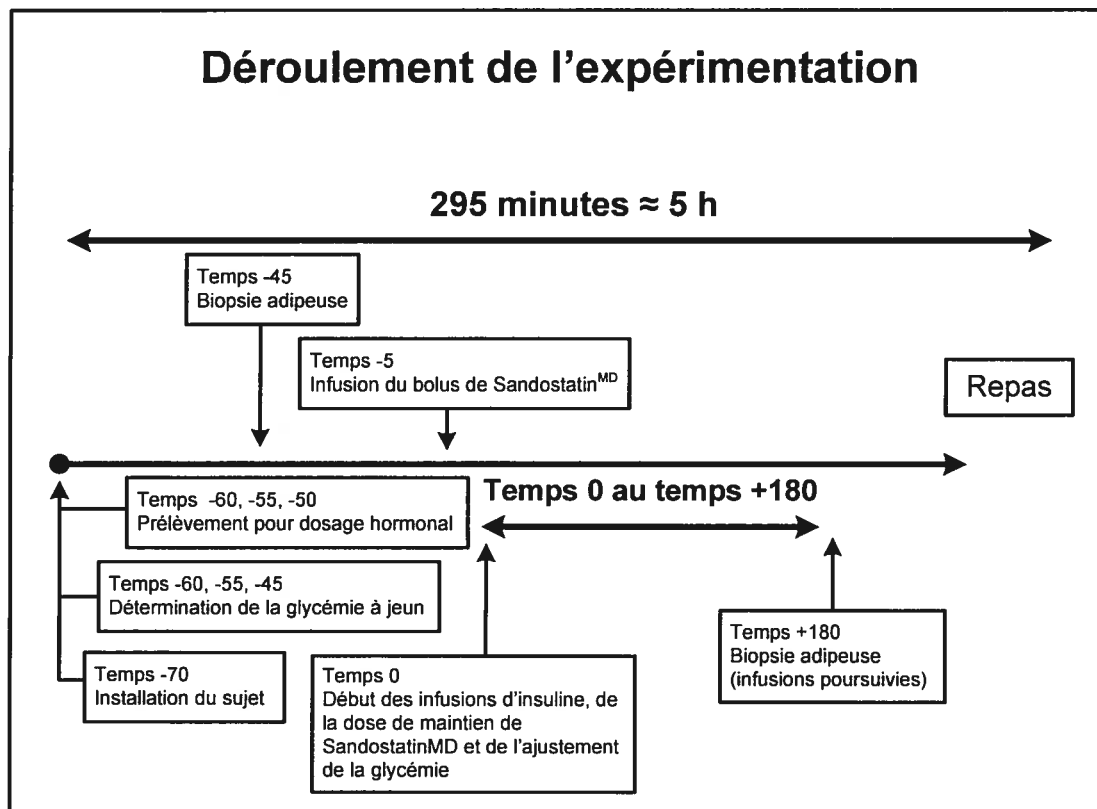 Déroulement de l'expérimentation
295 minutes ≈ 5 h
Temps -45
Biopsie adipeuse
Temps -5
Infusion du bolus de Sandostatin^MD
Repas
Temps -60, -55, -50
Prélèvement pour dosage hormonal
Temps 0 au temps +180
Temps -60, -55, -45
Détermination de la glycémie à jeun
Temps -70
Installation du sujet
Temps 0
Début des infusions d'insuline, de
la dose de maintien de
SandostatinMD et de l'ajustement
de la glycémie
Temps +180
Biopsie adipeuse
(infusions poursuivies)